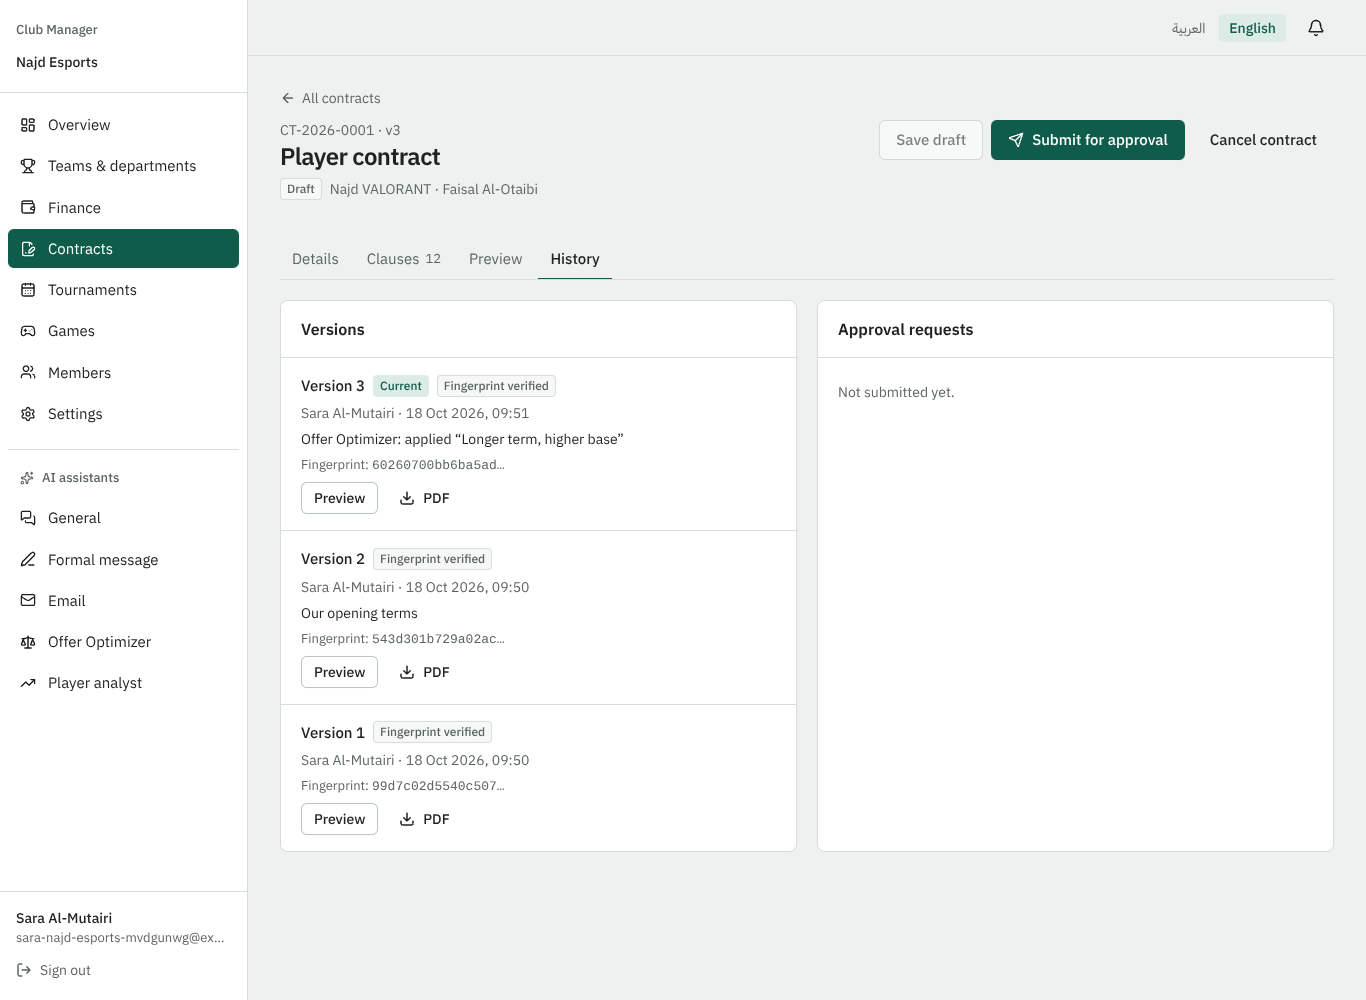 Club Manager
Najd Esports
Overview
Teams & departments
Finance
Contracts
Tournaments
Games
Members
Settings
AI assistants
General
Formal message
Email
Offer Optimizer
Player analyst
Sara Al-Mutairi
sara-najd-esports-mvdgunwg@ex…
Sign out
العربية
English
All contracts
CT-2026-0001 · v3
Player contract
Draft Najd VALORANT · Faisal Al-Otaibi
Save draft
Submit for approval
Cancel contract
Details Clauses 12 Preview History
Versions
Version 3 Current Fingerprint verified
Sara Al-Mutairi · 18 Oct 2026, 09:51
Offer Optimizer: applied “Longer term, higher base”
Fingerprint: 60260700bb6ba5ad…
Preview PDF
Version 2 Fingerprint verified
Sara Al-Mutairi · 18 Oct 2026, 09:50
Our opening terms
Fingerprint: 543d301b729a02ac…
Preview PDF
Version 1 Fingerprint verified
Sara Al-Mutairi · 18 Oct 2026, 09:50
Fingerprint: 99d7c02d5540c507…
Preview PDF
Approval requests
Not submitted yet.